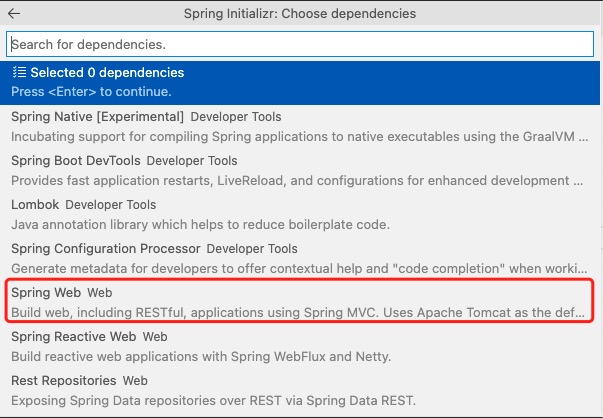 Spring Initializr: Choose dependencies
Search for dependencies.
Selected 0 dependencies
Press <Enter> to continue.
Spring Native [Experimental] Developer Tools
Incubating support for compiling Spring applications to native executables using the GraalVM ...
Spring Boot DevTools Developer Tools
Provides fast application restarts, LiveReload, and configurations for enhanced development ...
Lombok Developer Tools
Java annotation library which helps to reduce boilerplate code.
Spring Configuration Processor Developer Tools
Generate metadata for developers to offer contextual help and "code completion" when worki...
Spring Web Web
Build web, including RESTful, applications using Spring MVC. Uses Apache Tomcat as the def...
Spring Reactive Web Web
Build reactive web applications with Spring WebFlux and Netty.
Rest Repositories Web
Exposing Spring Data repositories over REST via Spring Data REST.